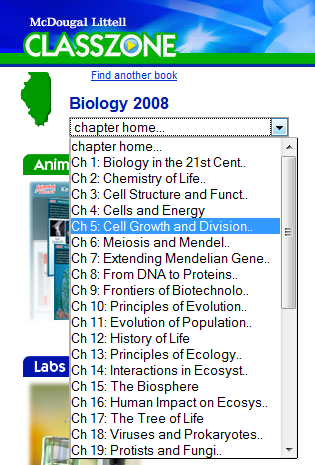 McDougal Littell
CLASSZONE
Find another book
Biology 2008
chapter home...
chapter home...
Ch 1: Biology in the 21st Cent..
Ch 2: Chemistry of Life..
Ch 3: Cell Structure and Funct..
Ch 4: Cells and Energy
Ch 5: Cell Growth and Division..
Ch 6: Meiosis and Mendel..
Ch 7: Extending Mendelian Gene..
Ch 8: From DNA to Proteins..
Ch 9: Frontiers of Biotechnolo..
Ch 10: Principles of Evolution..
Ch 11: Evolution of Population..
Ch 12: History of Life
Ch 13: Principles of Ecology..
Ch 14: Interactions in Ecosyst..
Ch 15: The Biosphere
Ch 16: Human Impact on Ecosys..
Ch 17: The Tree of Life
Ch 18: Viruses and Prokaryotes..
Ch 19: Protists and Fungi..
Anim
Labs